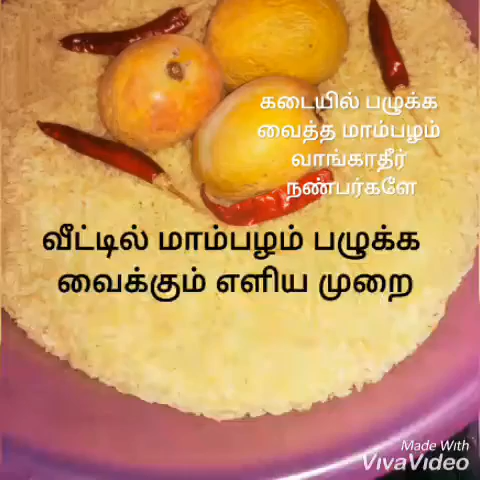 கடையில் பழுக்க
வைத்த மாம்பழம்
வாங்காதீர்
நண்பர்களே
வீட்டில் மாம்பழம் பழுக்க
வைக்கும் எளிய முறை
Made With
VivaVideo